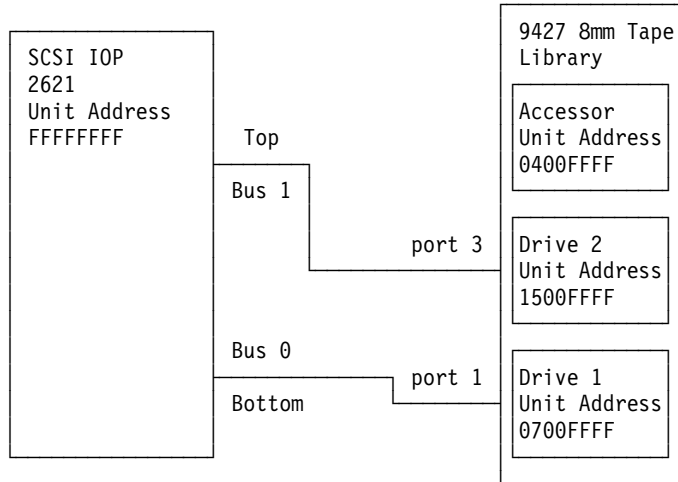 SCSI IOP
2621
Unit Address
FFFFFFFF
Top
Bus 1
port 3
Bus 0
port 1
Bottom
9427 8mm Tape
Library
Accessor
Unit Address
0400FFFF
Drive 2
Unit Address
1500FFFF
Drive 1
Unit Address
0700FFFF